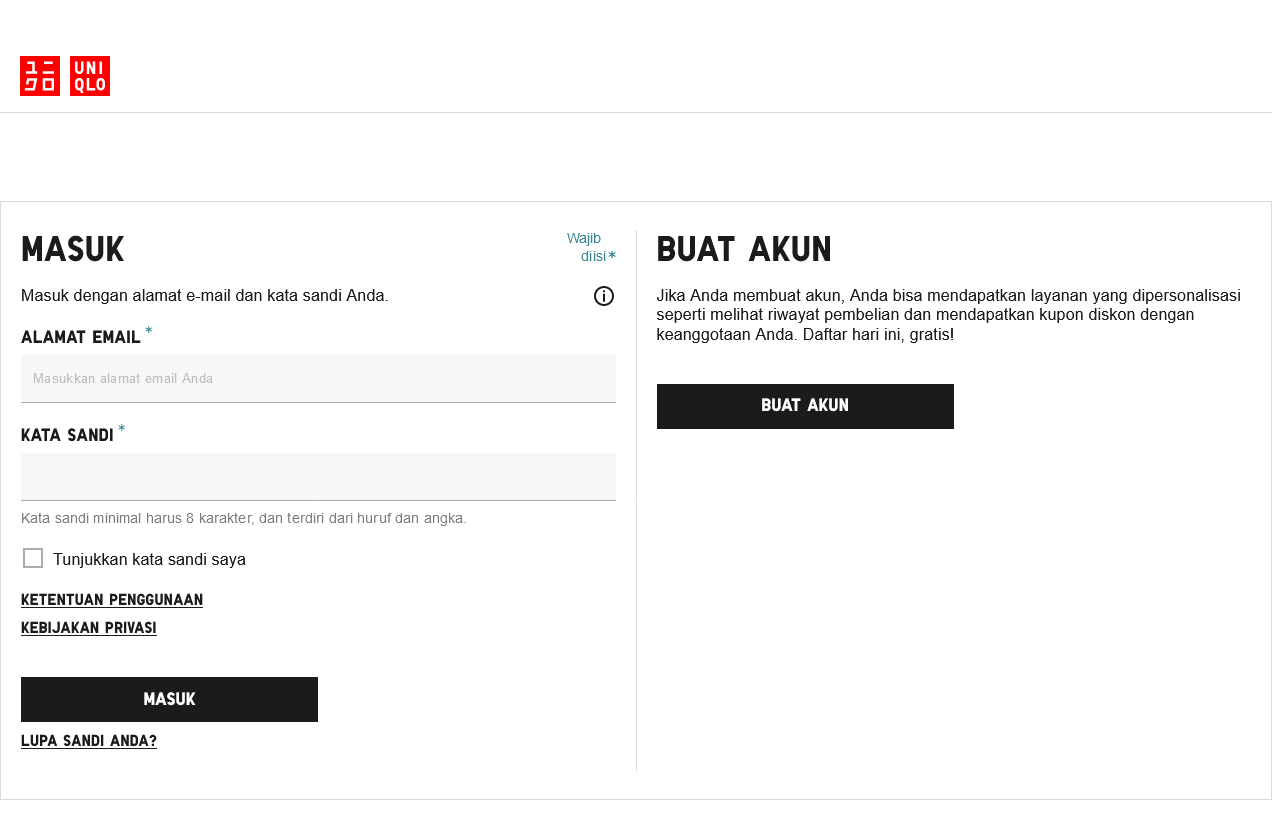 ユニ
クロ
UNI
QLO
MASUK
Wajib
diisi*
Masuk dengan alamat e-mail dan kata sandi Anda.
ALAMAT EMAIL *
Masukkan alamat email Anda
KATA SANDI *
Kata sandi minimal harus 8 karakter, dan terdiri dari huruf dan angka.
Tunjukkan kata sandi saya
KETENTUAN PENGGUNAAN
KEBIJAKAN PRIVASI
MASUK
LUPA SANDI ANDA?
BUAT AKUN
Jika Anda membuat akun, Anda bisa mendapatkan layanan yang dipersonalisasi
seperti melihat riwayat pembelian dan mendapatkan kupon diskon dengan
keanggotaan Anda. Daftar hari ini, gratis!
BUAT AKUN